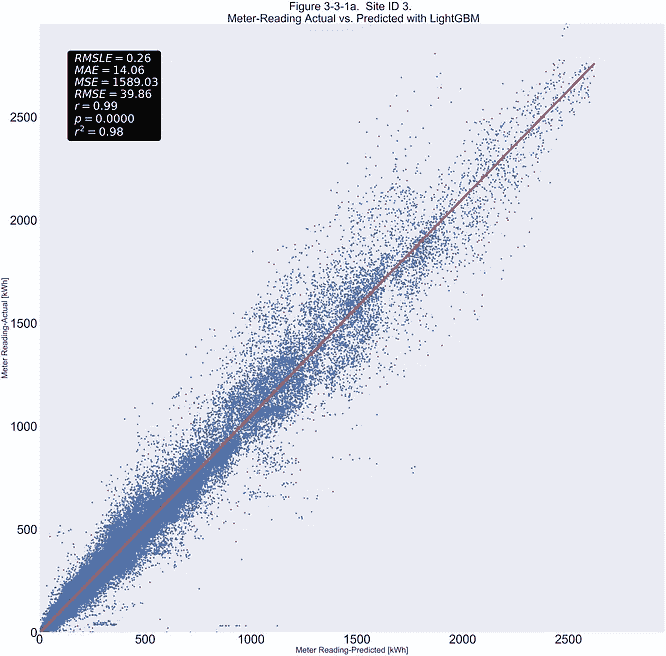 Figure 3-3-1a.  Site ID 3.
Meter-Reading Actual vs. Predicted with LightGBM
RMSLE = 0.26
MAE = 14.06
MSE = 1589.03
RMSE = 39.86
r = 0.99
p = 0.0000
r² = 0.98
2500
2000
1500
1000
500
0
Meter Reading-Actual [kWh]
0 500 1000 1500 2000 2500
Meter Reading-Predicted [kWh]